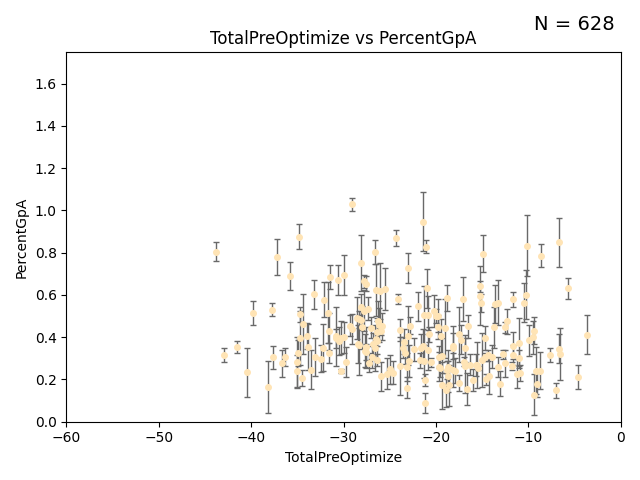 N = 628
TotalPreOptimize vs PercentGpA
1.6
1.4
1.2
1.0
0.8
0.6
0.4
0.2
0.0
PercentGpA
−60 −50 −40 −30 −20 −10 0
TotalPreOptimize